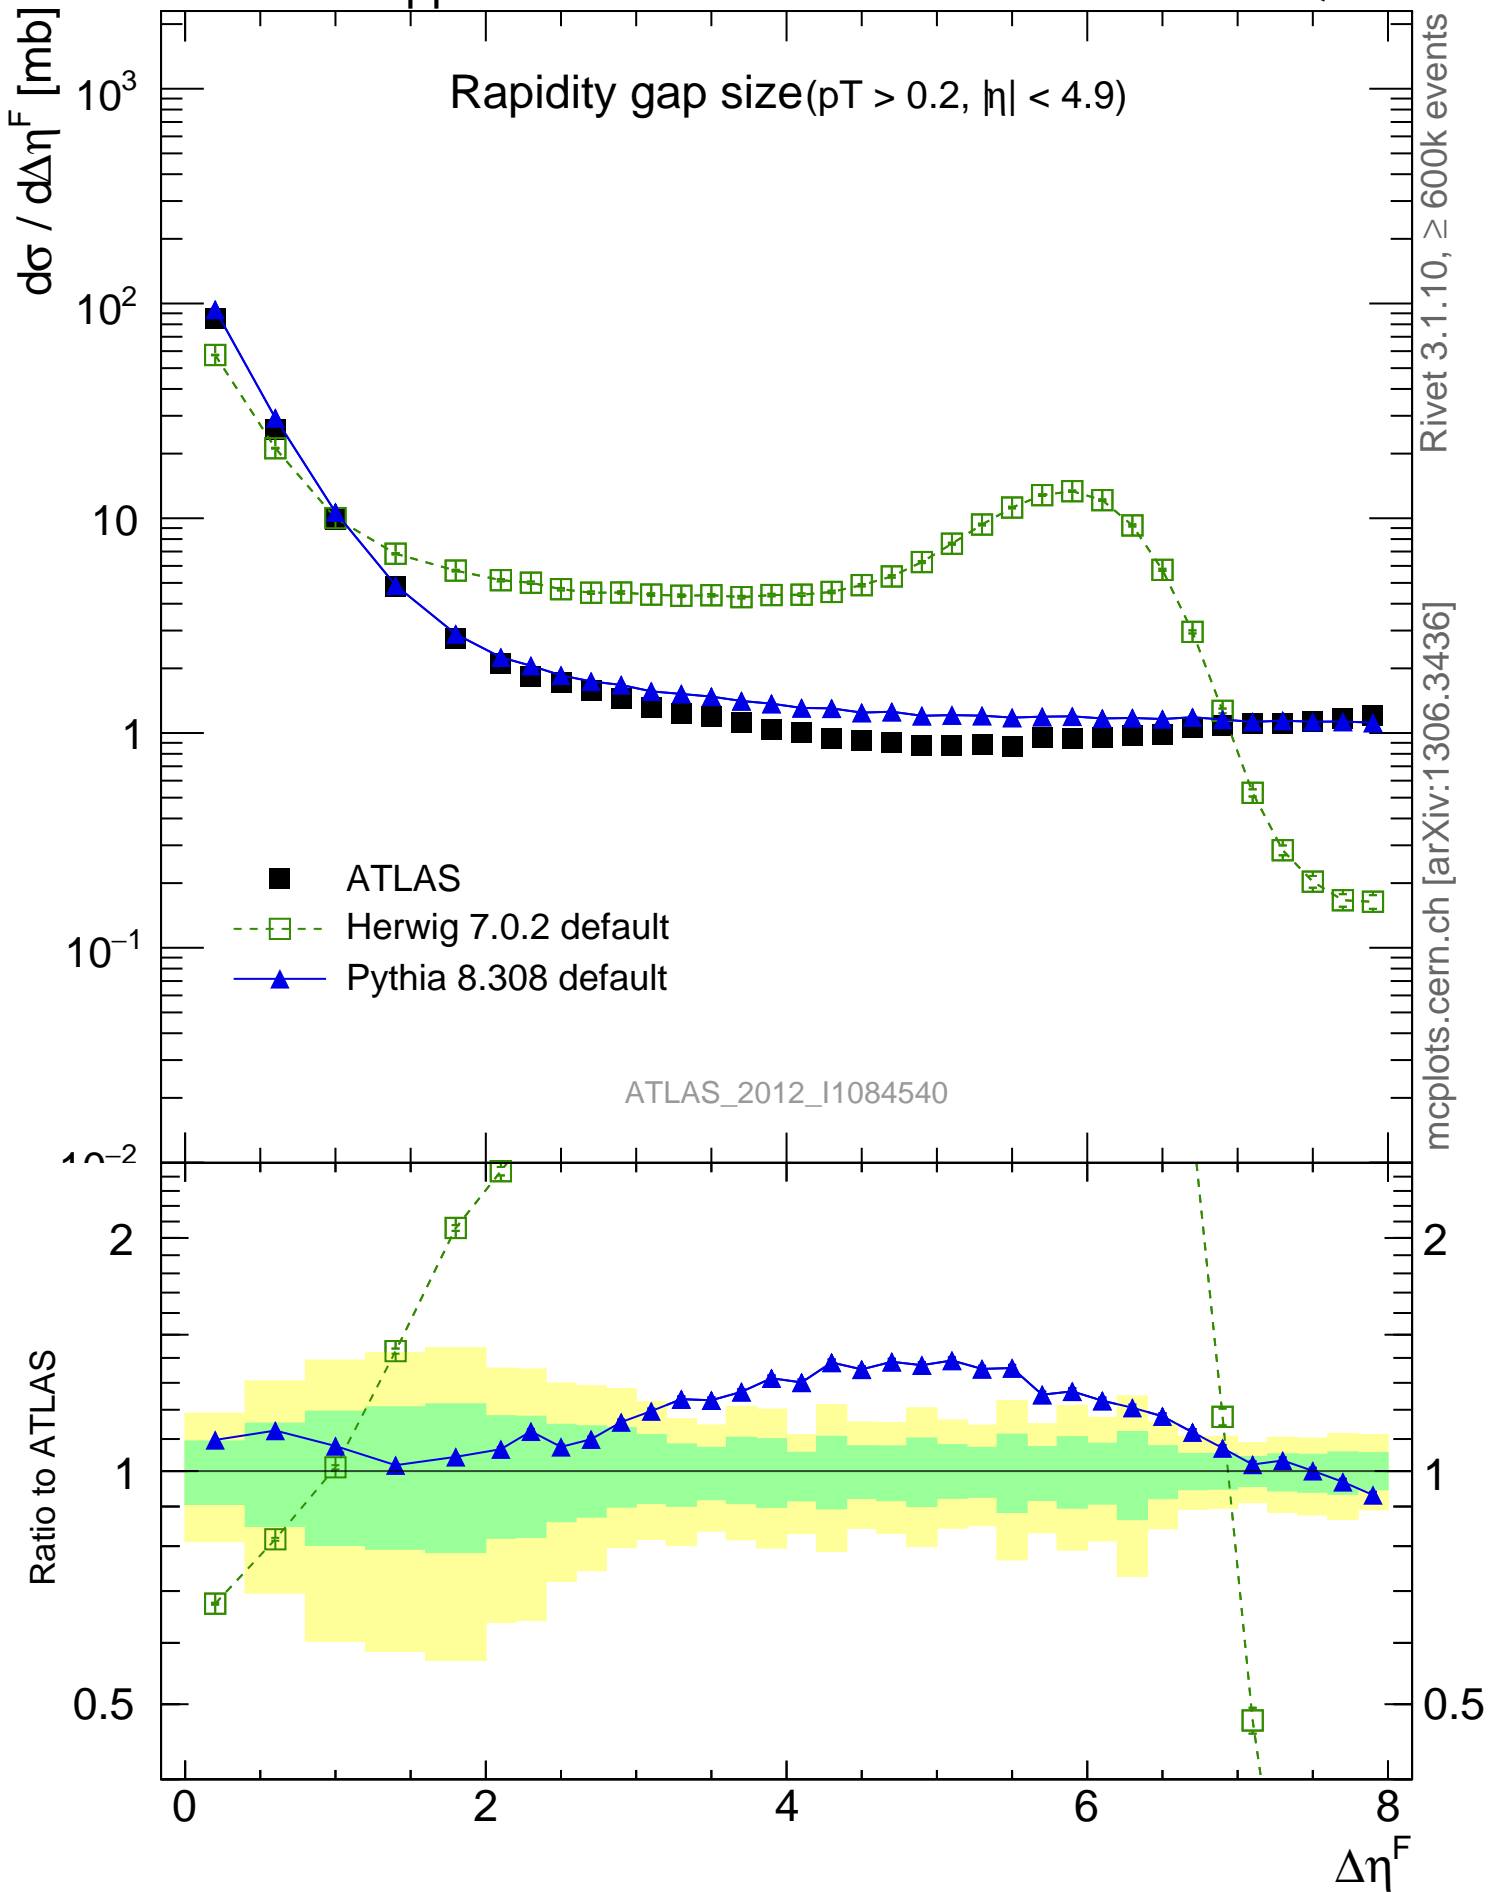 Rapidity gap size(pT > 0.2, |η| < 4.9)
dσ / dΔη^F [mb]
10^3
10^2
10
1
10^−1
10^−2
ATLAS
Herwig 7.0.2 default
Pythia 8.308 default
ATLAS_2012_I1084540
Rivet 3.1.10, ≥ 600k events
mcplots.cern.ch [arXiv:1306.3436]
Ratio to ATLAS
2
1
0.5
2
1
0.5
0 2 4 6 8
Δη^F